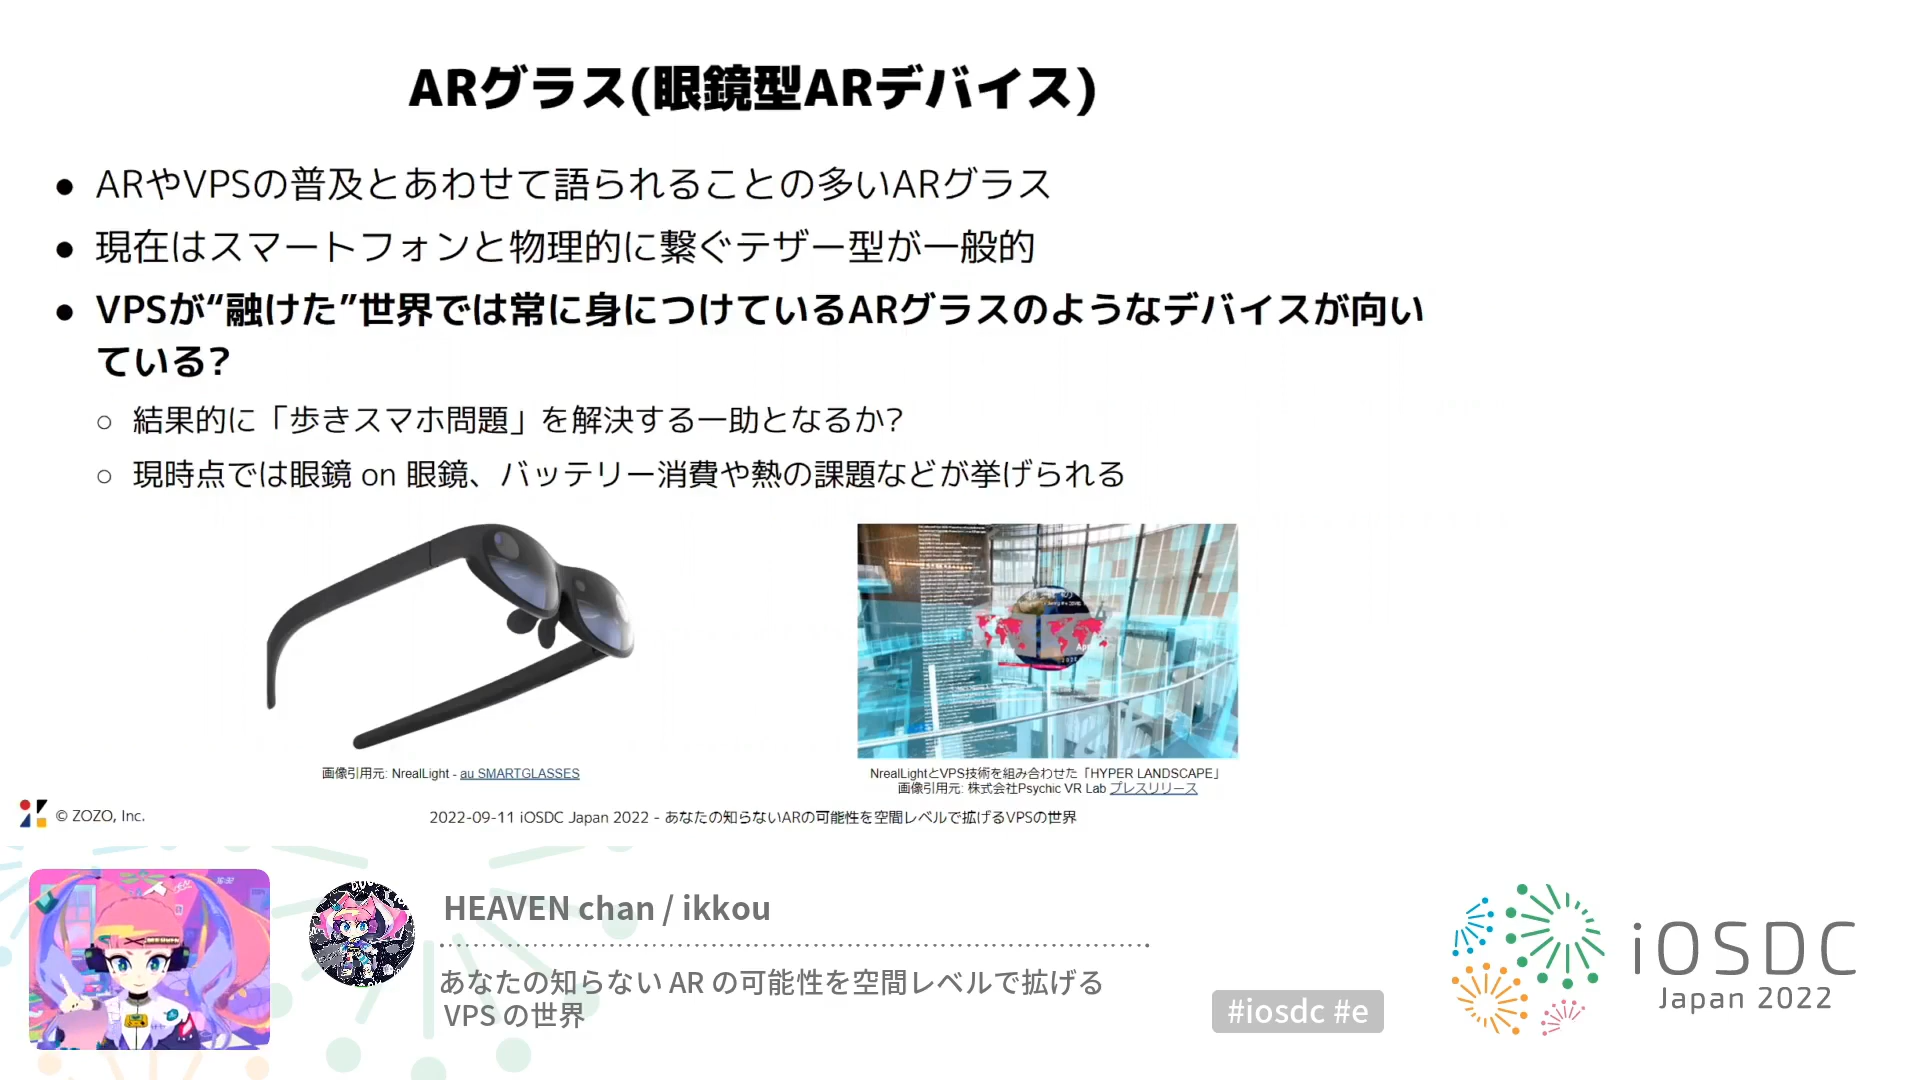 ARグラス(眼鏡型ARデバイス)
● ARやVPSの普及とあわせて語られることの多いARグラス
● 現在はスマートフォンと物理的に繋ぐテザー型が一般的
● VPSが“融けた”世界では常に身につけているARグラスのようなデバイスが向い
ている?
○ 結果的に「歩きスマホ問題」を解決する一助となるか?
○ 現時点では眼鏡 on 眼鏡、バッテリー消費や熱の課題などが挙げられる
画像引用元: NrealLight - au SMARTGLASSES
NrealLightとVPS技術を組み合わせた「HYPER LANDSCAPE」
画像引用元: 株式会社Psychic VR Lab プレスリリース
© ZOZO, Inc.
2022-09-11 iOSDC Japan 2022 - あなたの知らないARの可能性を空間レベルで拡げるVPSの世界
HEAVEN chan / ikkou
あなたの知らない AR の可能性を空間レベルで拡げる
VPS の世界
#iosdc #e
iOSDC
Japan 2022